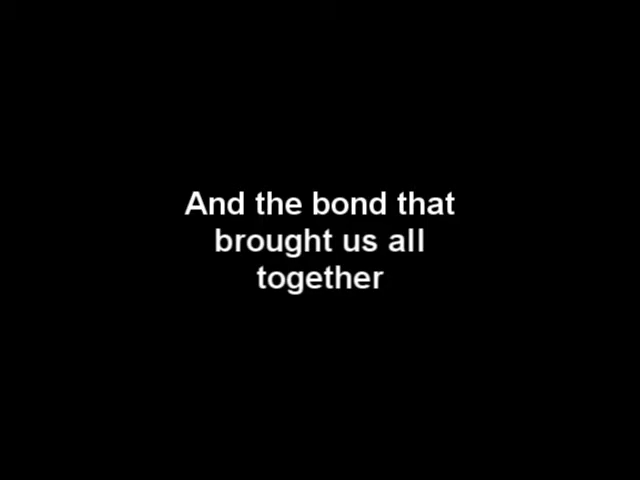 And the bond that
brought us all
together